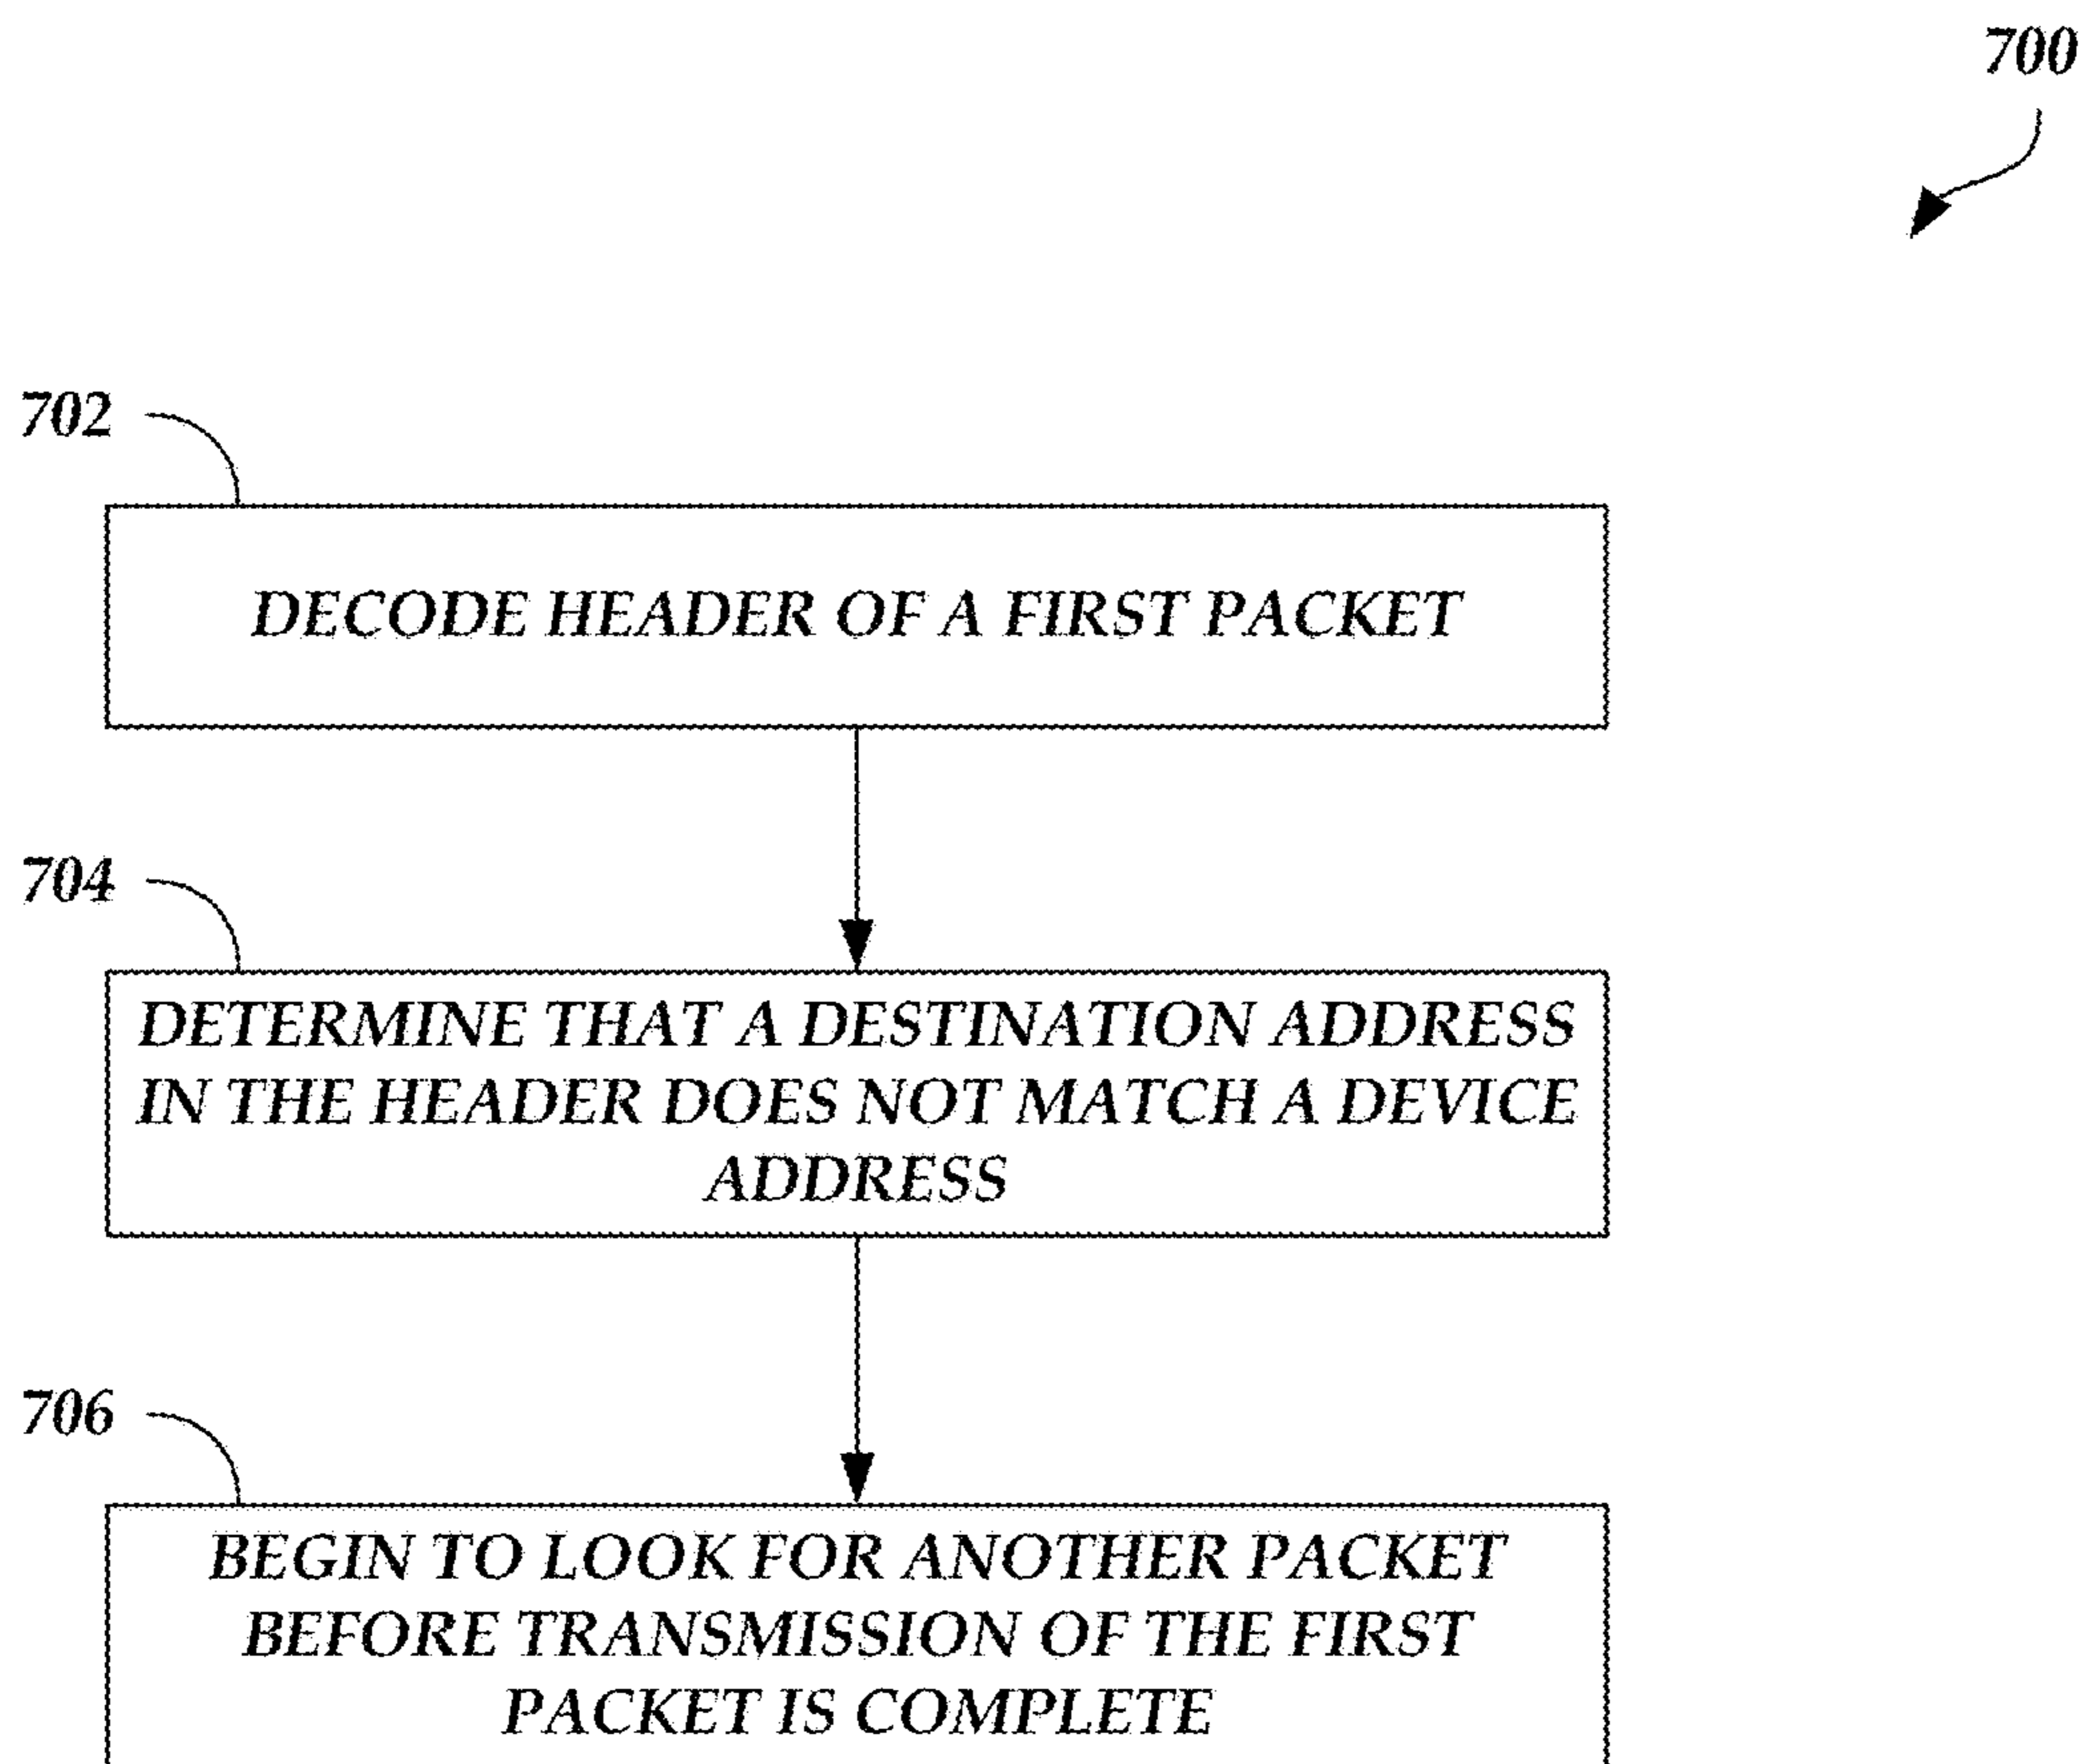 700
702
DECODE HEADER OF A FIRST PACKET
704
DETERMINE THAT A DESTINATION ADDRESS
IN THE HEADER DOES NOT MATCH A DEVICE
ADDRESS
706
BEGIN TO LOOK FOR ANOTHER PACKET
BEFORE TRANSMISSION OF THE FIRST
PACKET IS COMPLETE